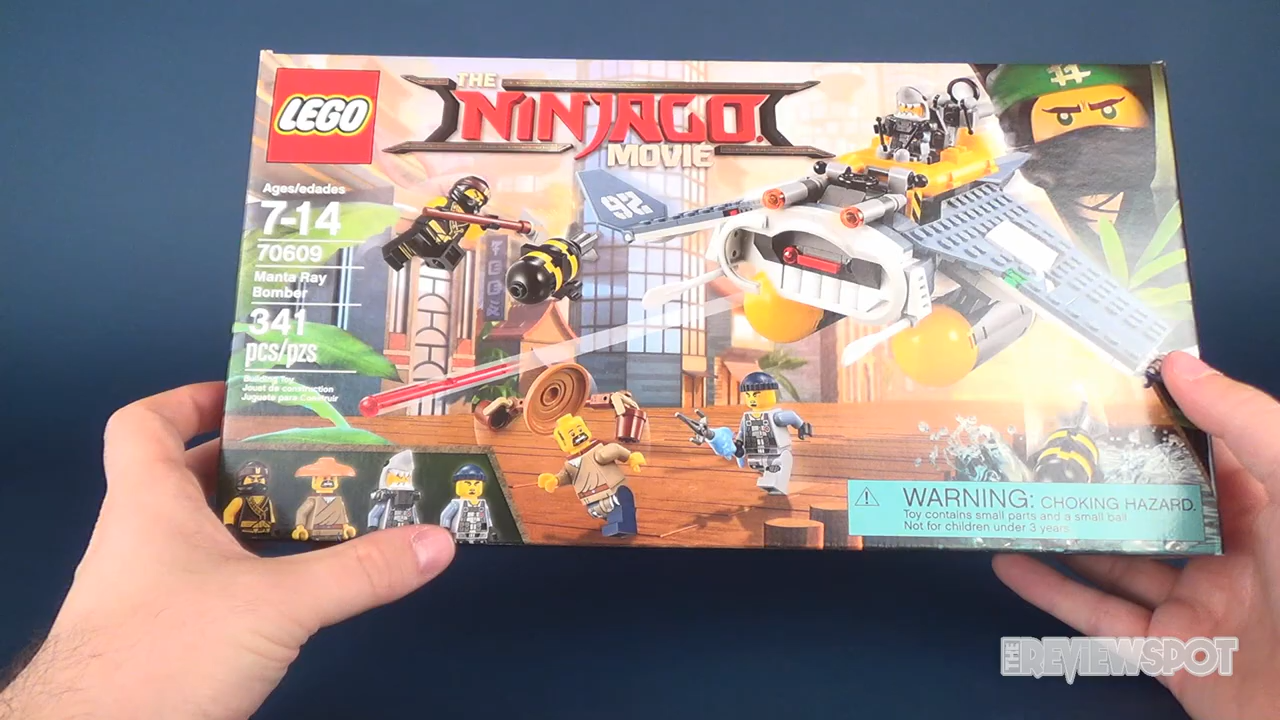 LEGO
THE
NINJAGO
MOVIE
Ages/edades
7-14
70609
Manta Ray
Bomber
341
pcs/pzs
Building Toy
Jouet de construction
Juguete para Construir
92
WARNING: CHOKING HAZARD.
Toy contains small parts and a small ball
Not for children under 3 years
THE REVIEWSPOT